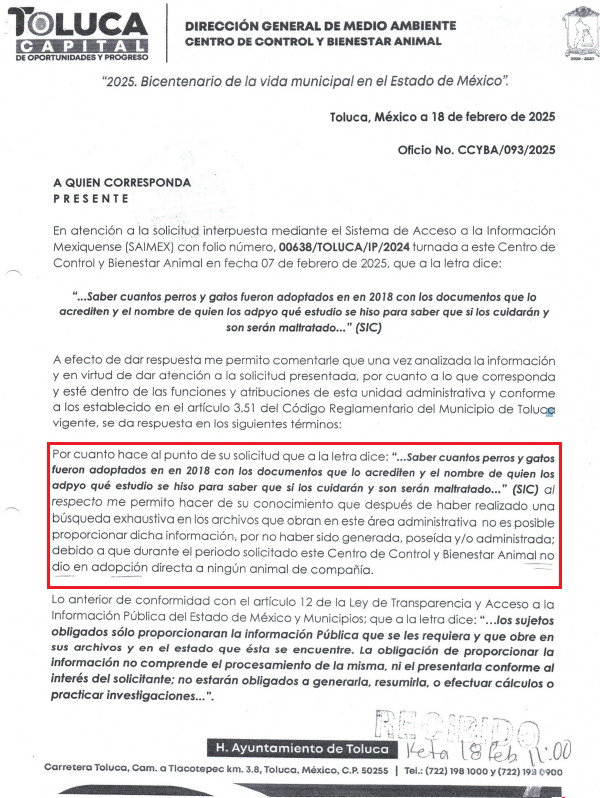 TOLUCA
CAPITAL
DE OPORTUNIDADES Y PROGRESO
DIRECCIÓN GENERAL DE MEDIO AMBIENTE
CENTRO DE CONTROL Y BIENESTAR ANIMAL
"2025. Bicentenario de la vida municipal en el Estado de México".
Toluca, México a 18 de febrero de 2025
Oficio No. CCYBA/093/2025
A QUIEN CORRESPONDA
P R E S E N T E
En atención a la solicitud interpuesta mediante el Sistema de Acceso a la Información
Mexiquense (SAIMEX) con folio número, 00638/TOLUCA/IP/2024 turnada a este Centro de
Control y Bienestar Animal en fecha 07 de febrero de 2025, que a la letra dice:
"...Saber cuantos perros y gatos fueron adoptados en en 2018 con los documentos que lo
acrediten y el nombre de quien los adpyo qué estudio se hiso para saber que si los cuidarán y
son serán maltratado..." (SIC)
A efecto de dar respuesta me permito comentarle que una vez analizada la información
y en virtud de dar atención a la solicitud presentada, por cuanto a lo que corresponda
y esté dentro de las funciones y atribuciones de esta unidad administrativa y conforme
a los establecido en el artículo 3.51 del Código Reglamentario del Municipio de Toluca
vigente, se da respuesta en los siguientes términos:
Por cuanto hace al punto de su solicitud que a la letra dice: "...Saber cuantos perros y gatos
fueron adoptados en en 2018 con los documentos que lo acrediten y el nombre de quien los
adpyo qué estudio se hiso para saber que si los cuidarán y son serán maltratado..." (SIC) al
respecto me permito hacer de su conocimiento que después de haber realizado una
búsqueda exhaustiva en los archivos que obran en este área administrativa no es posible
proporcionar dicha información, por no haber sido generada, poseída y/o administrada;
debido a que durante el periodo solicitado este Centro de Control y Bienestar Animal no
dio en adopción directa a ningún animal de compañía.
Lo anterior de conformidad con el artículo 12 de la Ley de Transparencia y Acceso a la
Información Pública del Estado de México y Municipios; que a la letra dice: "...los sujetos
obligados sólo proporcionaran la información Pública que se les requiera y que obre en
sus archivos y en el estado que ésta se encuentre. La obligación de proporcionar la
información no comprende el procesamiento de la misma, ni el presentarla conforme al
interés del solicitante; no estarán obligados a generarla, resumirla, o efectuar cálculos o
practicar investigaciones...".
RECIBIDO
H. Ayuntamiento de Toluca
18 Feb 11:00
Carretera Toluca, Cam. a Tlacotepec km. 3.8, Toluca, México, C.P. 50255 | Tel.: (722) 198 1000 y (722) 198 0900